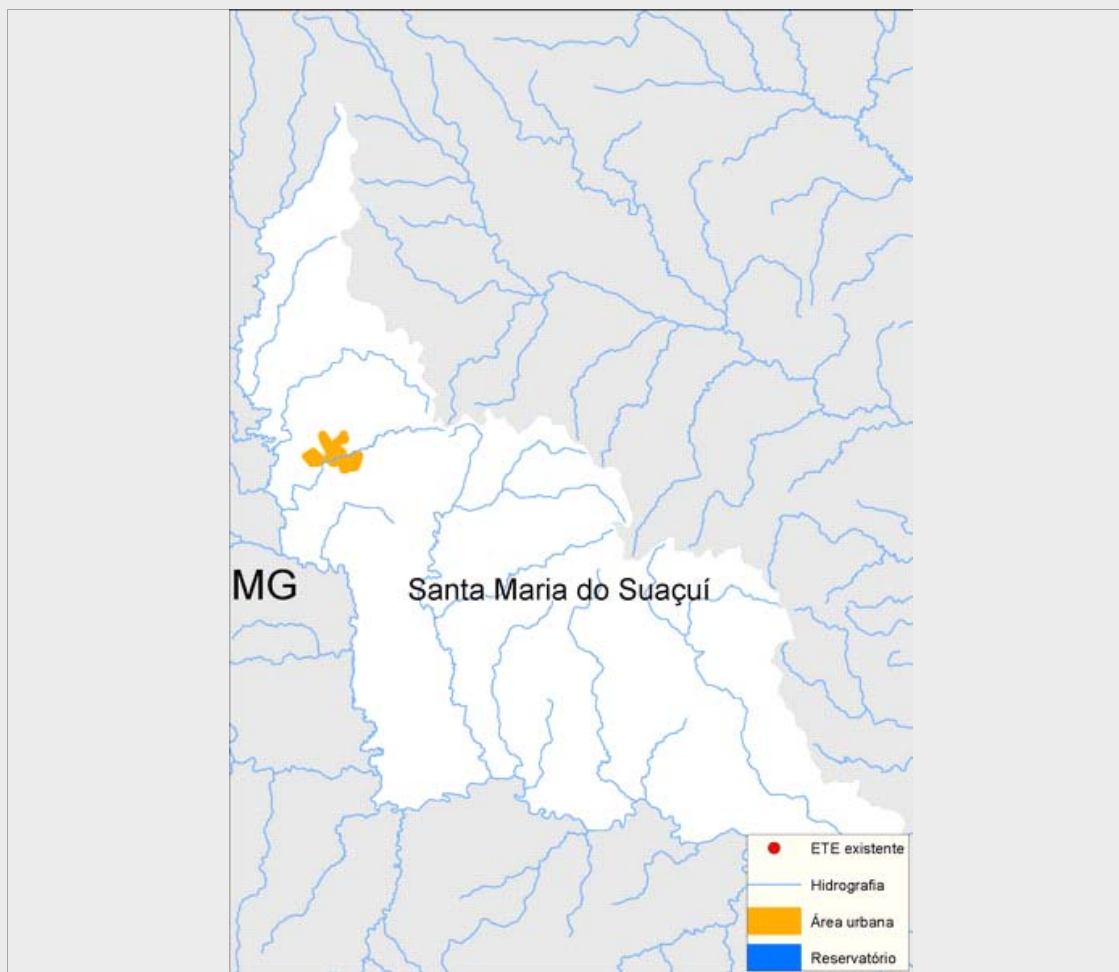 MG
Santa Maria do Suaçuí
ETE existente
Hidrografia
Área urbana
Reservatório